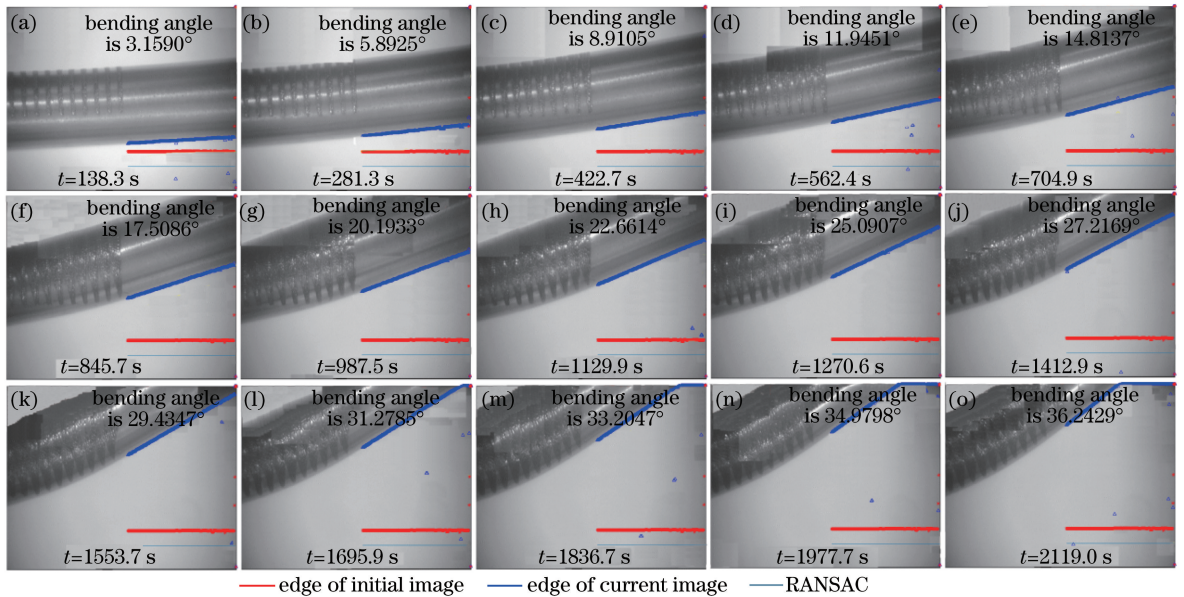 (a) bending angle
is 3.1590°
t=138.3 s
(b) bending angle
is 5.8925°
t=281.3 s
(c) bending angle
is 8.9105°
t=422.7 s
(d) bending angle
is 11.9451°
t=562.4 s
(e) bending angle
is 14.8137°
t=704.9 s
(f) bending angle
is 17.5086°
t=845.7 s
(g) bending angle
is 20.1933°
t=987.5 s
(h) bending angle
is 22.6614°
t=1129.9 s
(i) bending angle
is 25.0907°
t=1270.6 s
(j) bending angle
is 27.2169°
t=1412.9 s
(k) bending angle
is 29.4347°
t=1553.7 s
(l) bending angle
is 31.2785°
t=1695.9 s
(m) bending angle
is 33.2047°
t=1836.7 s
(n) bending angle
is 34.9798°
t=1977.7 s
(o) bending angle
is 36.2429°
t=2119.0 s
edge of initial image edge of current image RANSAC